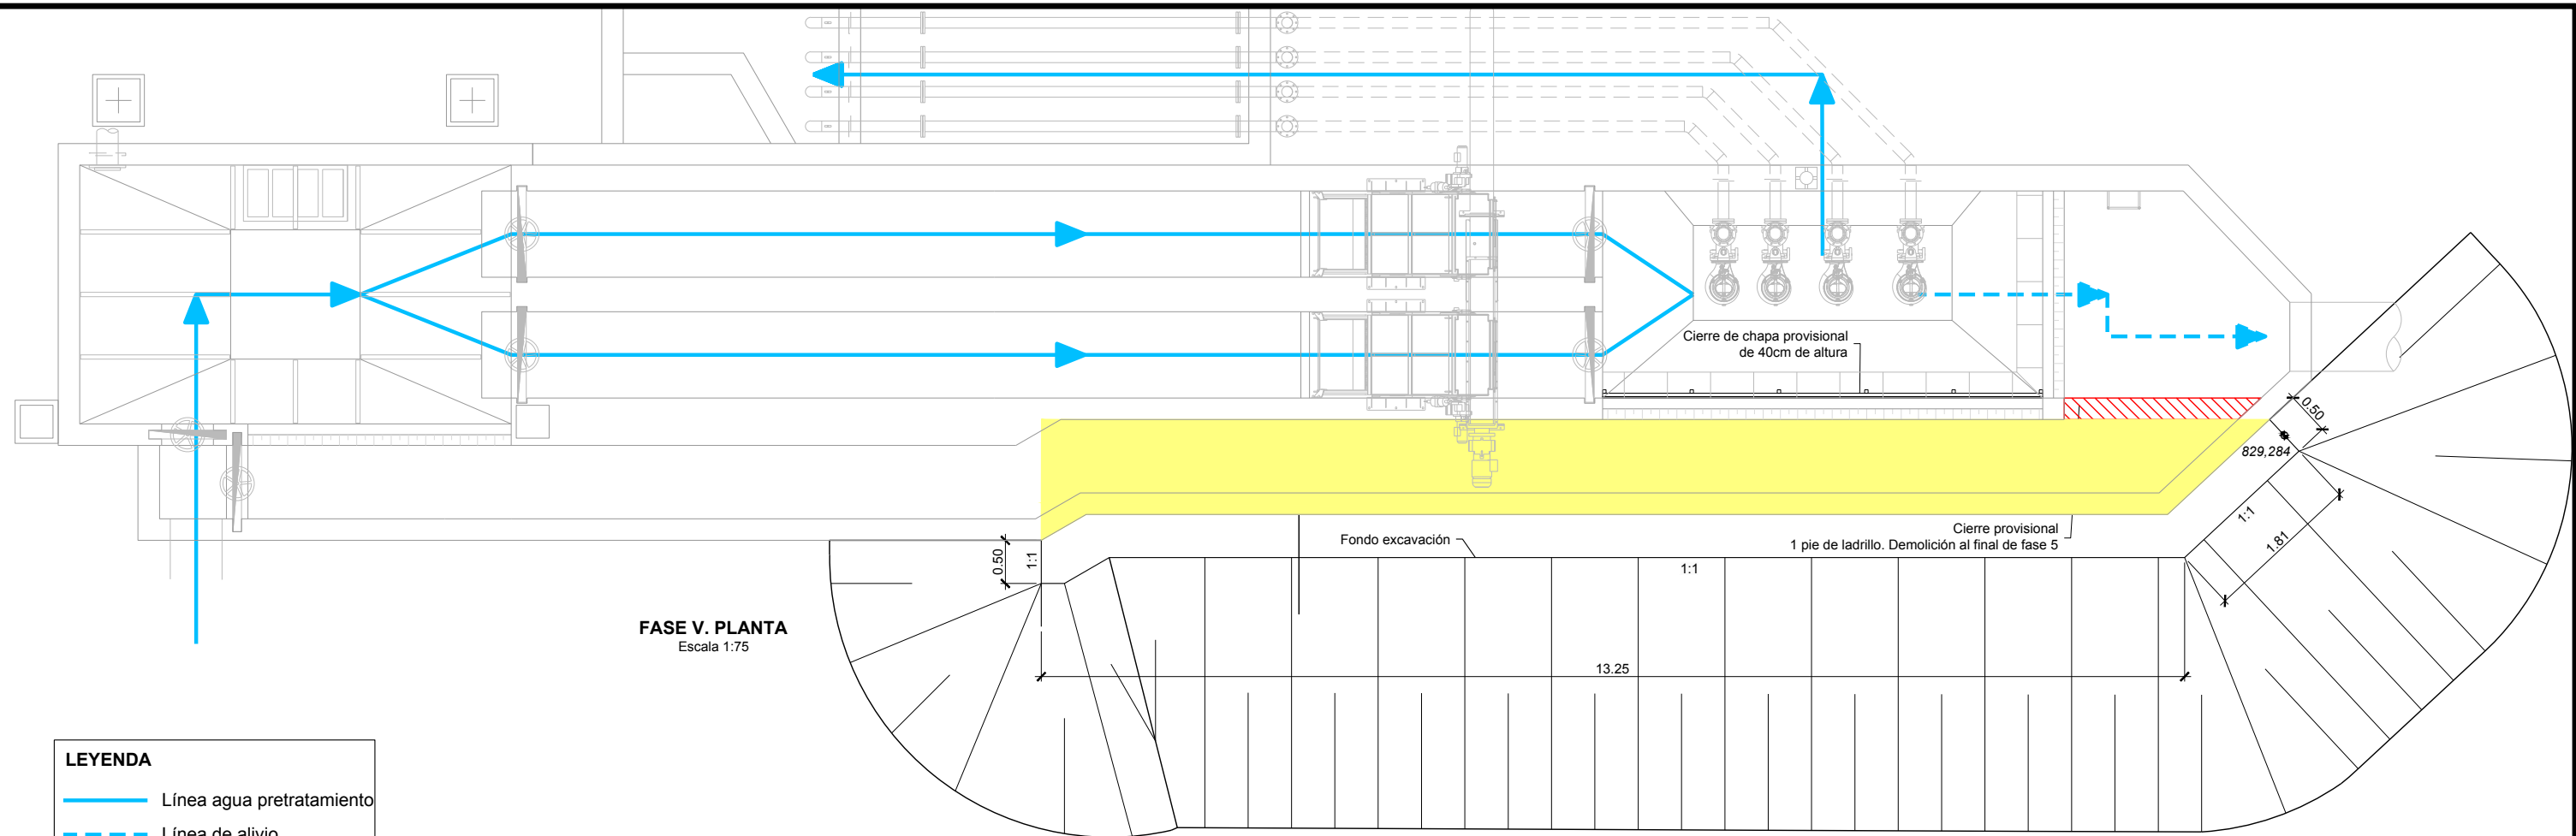 Cierre de chapa provisional
de 40cm de altura
0.50
829,284
1:1
1.81
Cierre provisional
1 pie de ladrillo. Demolición al final de fase 5
Fondo excavación
1:1
0.50
1:1
FASE V. PLANTA
Escala 1:75
13.25
LEYENDA
Línea agua pretratamiento
Línea de alivio